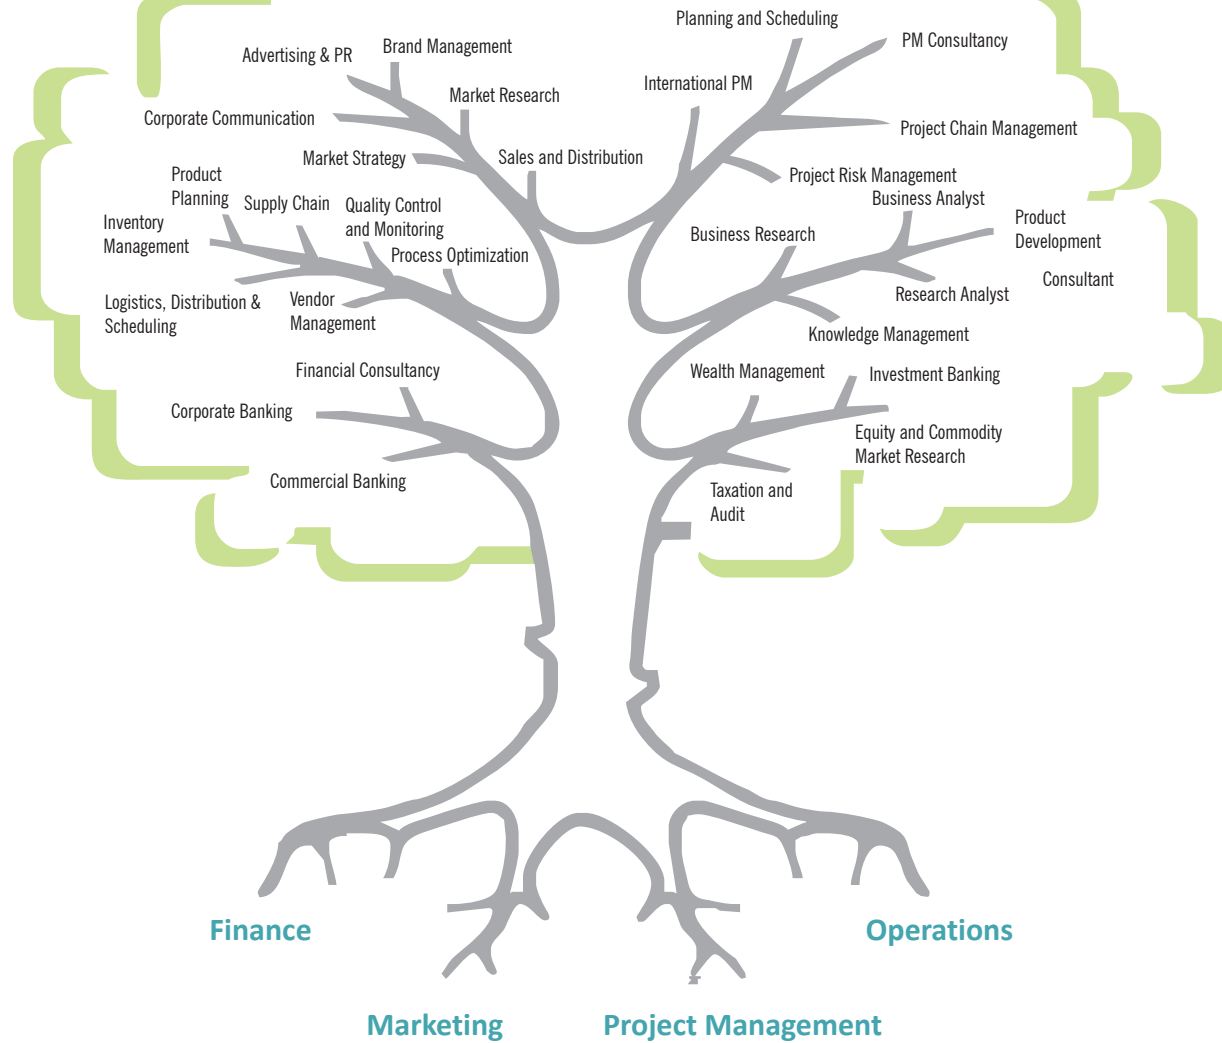 Planning and Scheduling
Advertising & PR
Brand Management
PM Consultancy
International PM
Market Research
Corporate Communication
Project Chain Management
Market Strategy
Sales and Distribution
Project Risk Management
Product
Planning
Supply Chain
Quality Control
and Monitoring
Business Analyst
Inventory
Management
Business Research
Product
Development
Process Optimization
Consultant
Logistics, Distribution &
Scheduling
Vendor
Management
Research Analyst
Knowledge Management
Financial Consultancy
Wealth Management
Investment Banking
Corporate Banking
Equity and Commodity
Market Research
Commercial Banking
Taxation and
Audit
Finance
Operations
Marketing
Project Management